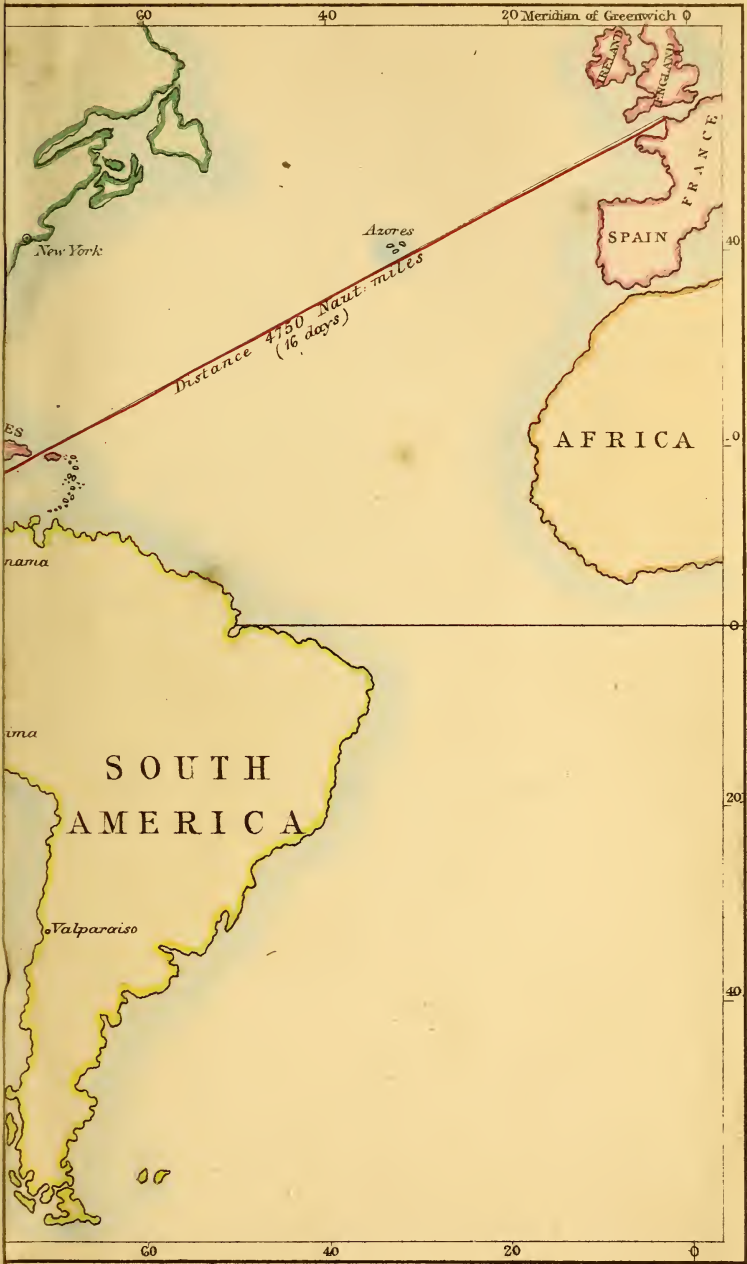 60 40 20 Meridian of Greenwich 0
IRELAND
ENGLAND
FRANCE
SPAIN
40
New York
Azores
Distance 4750 Naut: miles
(16 days)
ES
AFRICA
0
nama
0
ima
SOUTH
AMERICA
20
Valparaiso
40
60 40 20 0